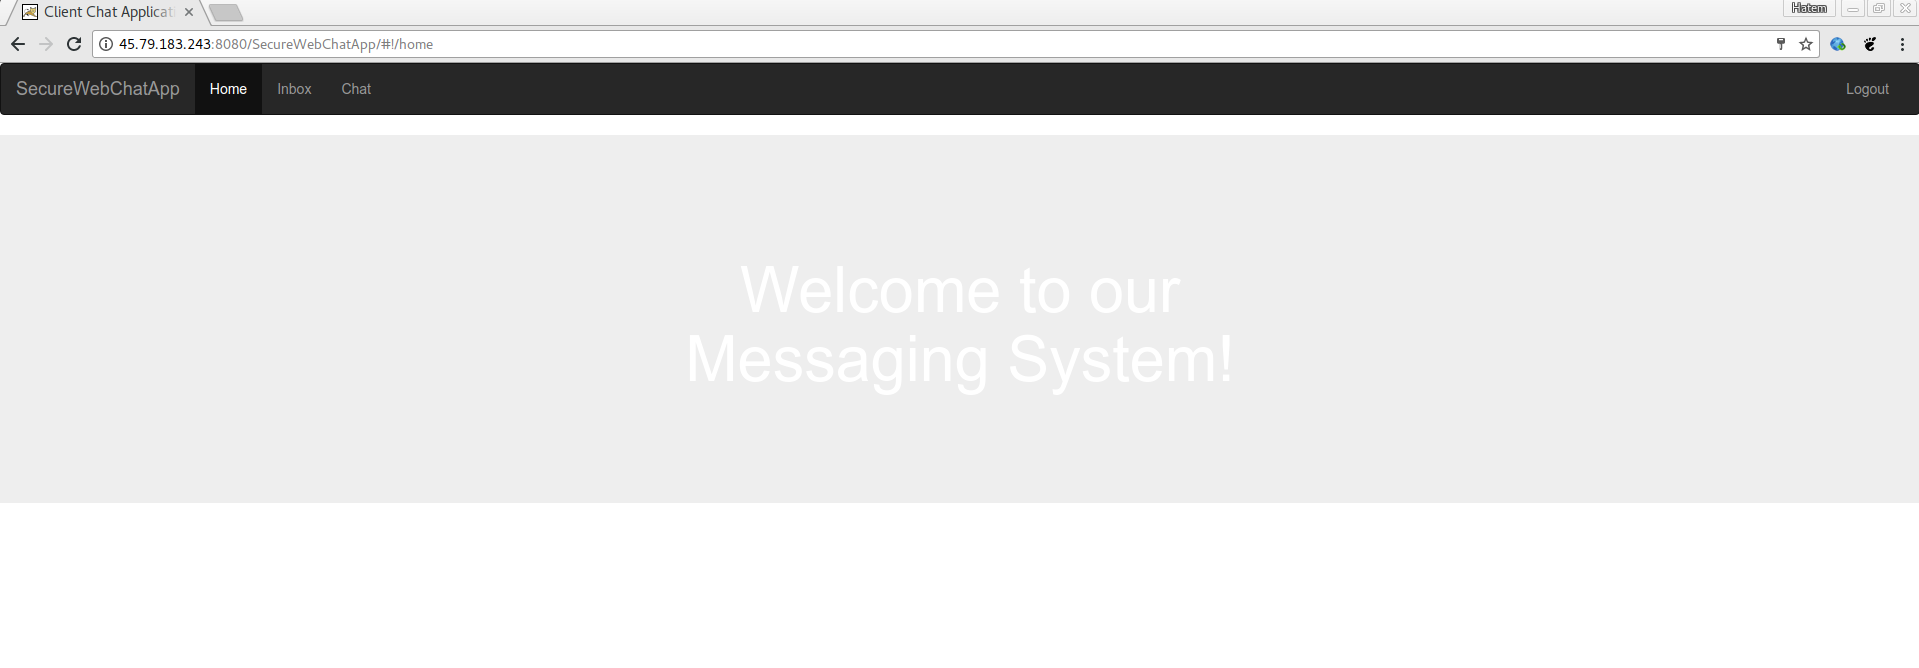 Client Chat Applicat
Hatem
45.79.183.243:8080/SecureWebChatApp/#!/home
SecureWebChatApp Home Inbox Chat Logout
Welcome to our
Messaging System!